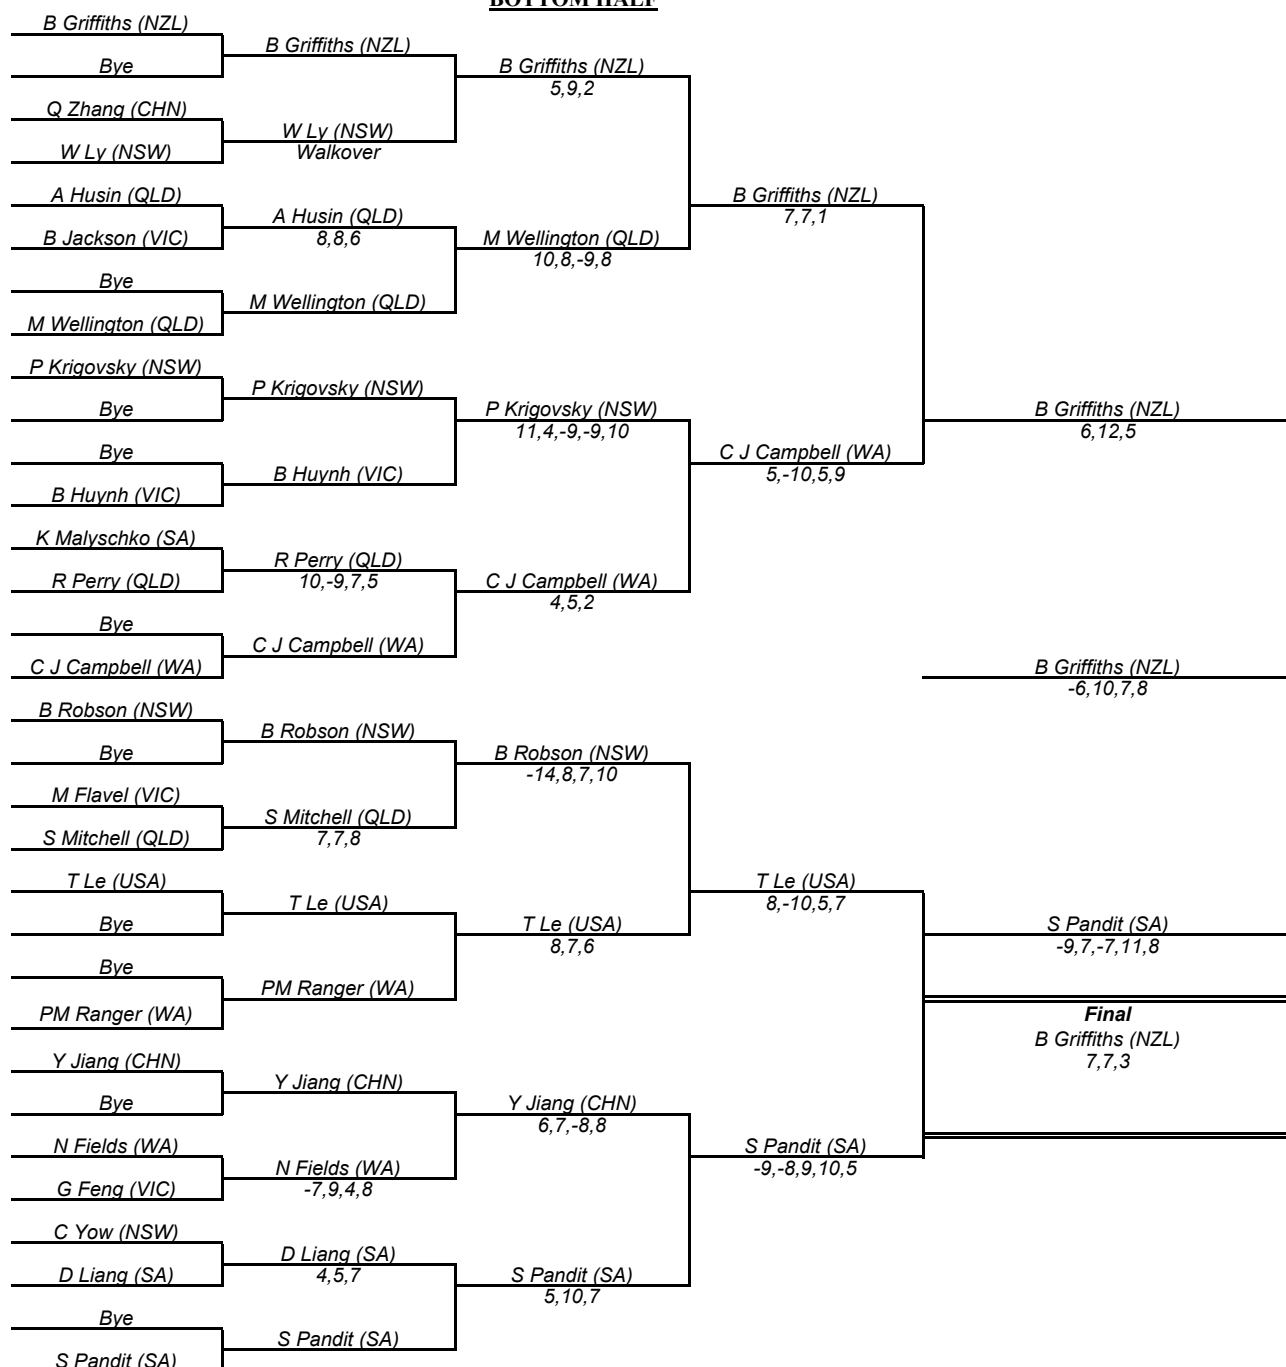 BOTTOM HALF
B Griffiths (NZL)
B Griffiths (NZL)
Bye
B Griffiths (NZL)
5,9,2
Q Zhang (CHN)
W Ly (NSW)
Walkover
W Ly (NSW)
A Husin (QLD)
B Griffiths (NZL)
7,7,1
A Husin (QLD)
8,8,6
B Jackson (VIC)
M Wellington (QLD)
10,8,-9,8
Bye
M Wellington (QLD)
M Wellington (QLD)
P Krigovsky (NSW)
P Krigovsky (NSW)
Bye
P Krigovsky (NSW)
11,4,-9,-9,10
B Griffiths (NZL)
6,12,5
Bye
C J Campbell (WA)
5,-10,5,9
B Huynh (VIC)
B Huynh (VIC)
K Malyschko (SA)
R Perry (QLD)
10,-9,7,5
R Perry (QLD)
C J Campbell (WA)
4,5,2
Bye
C J Campbell (WA)
C J Campbell (WA)
B Griffiths (NZL)
-6,10,7,8
B Robson (NSW)
B Robson (NSW)
Bye
B Robson (NSW)
-14,8,7,10
M Flavel (VIC)
S Mitchell (QLD)
7,7,8
S Mitchell (QLD)
T Le (USA)
T Le (USA)
8,-10,5,7
T Le (USA)
Bye
T Le (USA)
8,7,6
S Pandit (SA)
-9,7,-7,11,8
Bye
PM Ranger (WA)
PM Ranger (WA)
Final
B Griffiths (NZL)
7,7,3
Y Jiang (CHN)
Y Jiang (CHN)
Bye
Y Jiang (CHN)
6,7,-8,8
N Fields (WA)
S Pandit (SA)
-9,-8,9,10,5
N Fields (WA)
-7,9,4,8
G Feng (VIC)
C Yow (NSW)
D Liang (SA)
4,5,7
D Liang (SA)
S Pandit (SA)
5,10,7
Bye
S Pandit (SA)
S Pandit (SA)